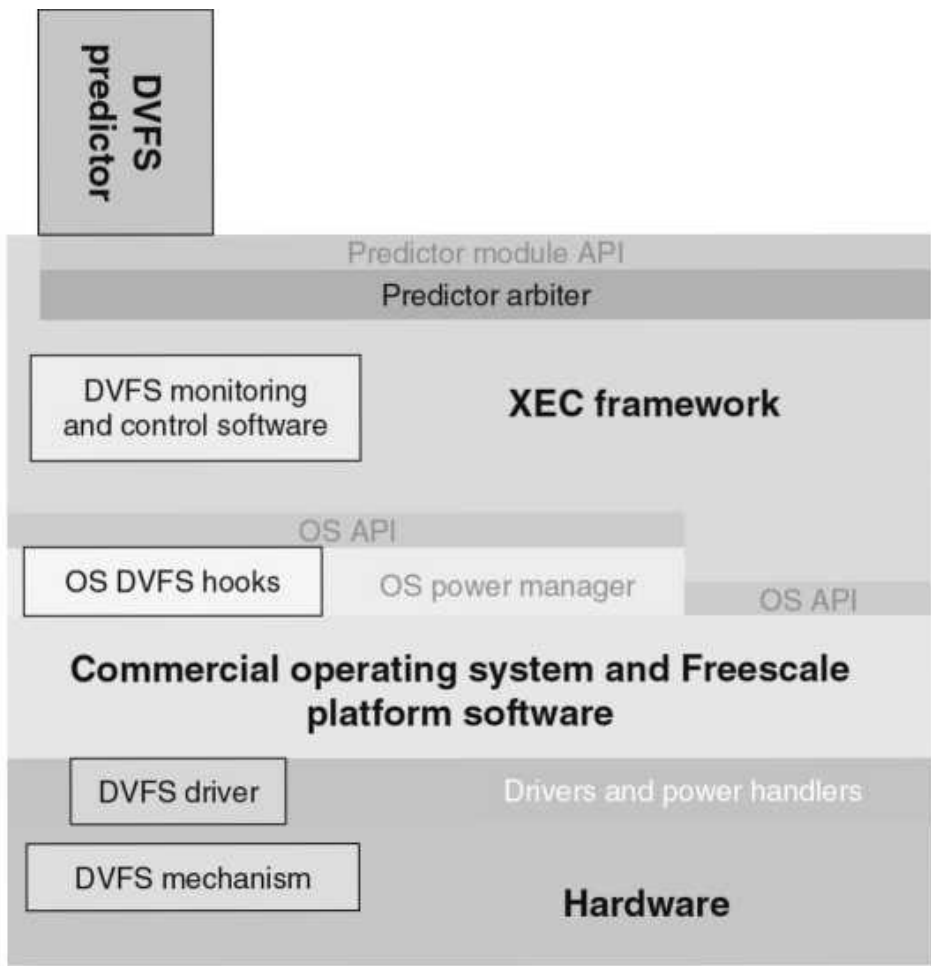 DVFS
predictor
Predictor module API
Predictor arbiter
DVFS monitoring
and control software
XEC framework
OS API
OS DVFS hooks
OS power manager
OS API
Commercial operating system and Freescale
platform software
DVFS driver
Drivers and power handlers
DVFS mechanism
Hardware